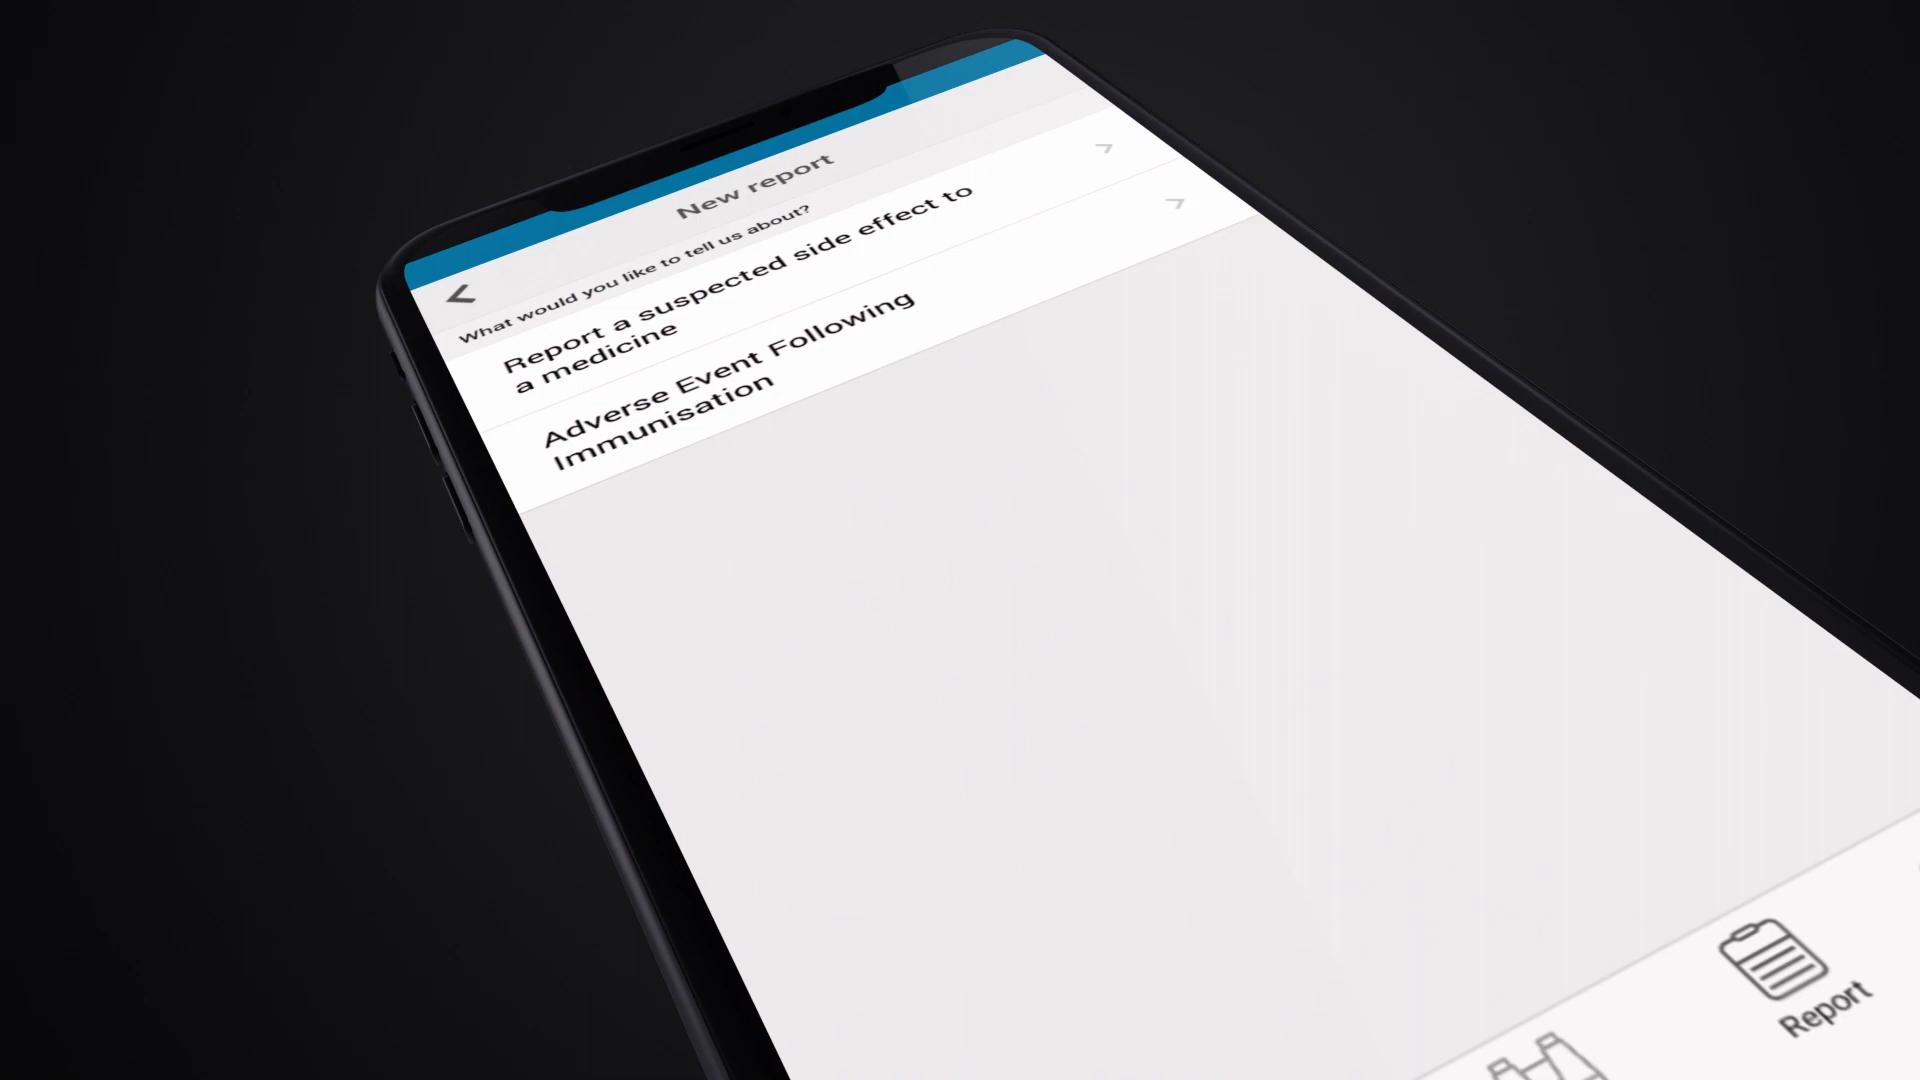 New report
What would you like to tell us about?
Report a suspected side effect to
a medicine
Adverse Event Following
Immunisation
Report